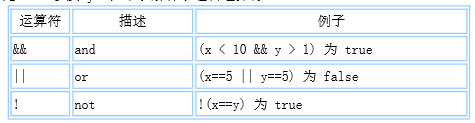 运算符 描述 例子
&& and (x < 10 && y > 1) 为 true
|| or (x==5 || y==5) 为 false
! not !(x==y) 为 true